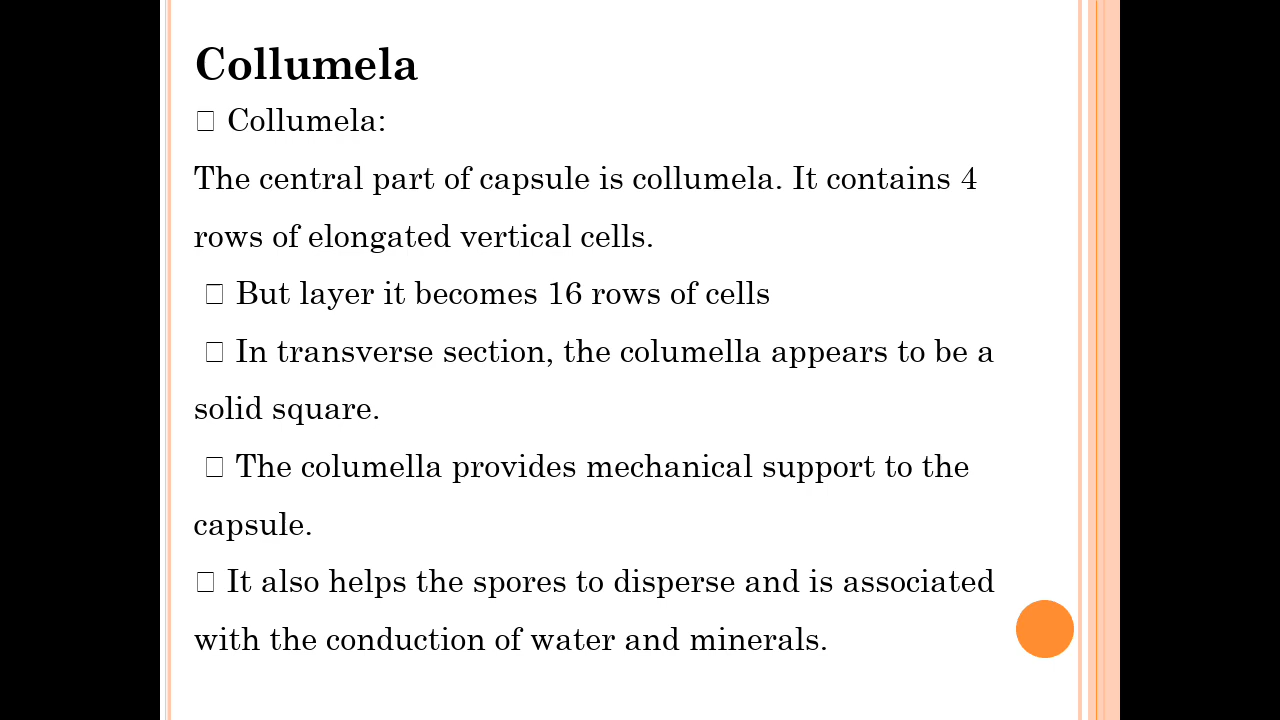 Collumela
□ Collumela:
The central part of capsule is collumela. It contains 4
rows of elongated vertical cells.
□ But layer it becomes 16 rows of cells
□ In transverse section, the columella appears to be a
solid square.
□ The columella provides mechanical support to the
capsule.
□ It also helps the spores to disperse and is associated
with the conduction of water and minerals.